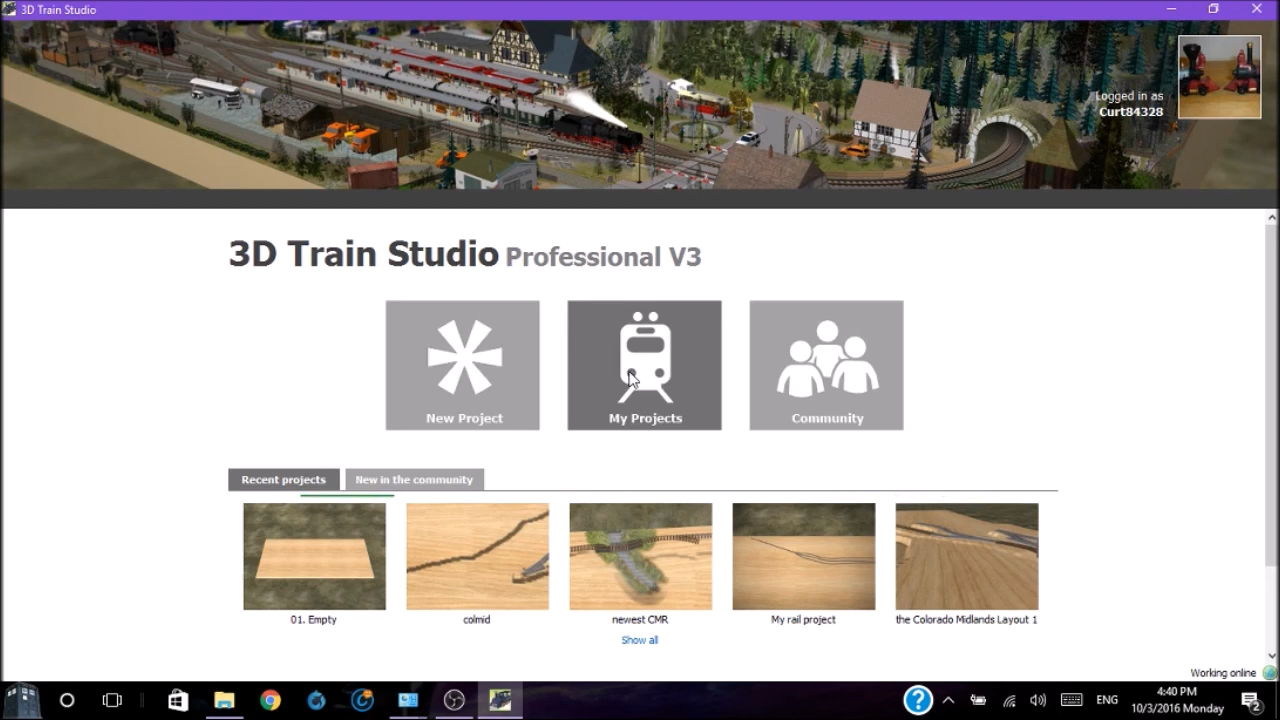 3D Train Studio
Logged in as
Curt84328
3D Train Studio Professional V3
New Project
My Projects
Community
Recent projects
New in the community
01. Empty
colmid
newest CMR
My rail project
the Colorado Midlands Layout 1
Show all
Working online
ENG
4:40 PM
10/3/2016 Monday
2